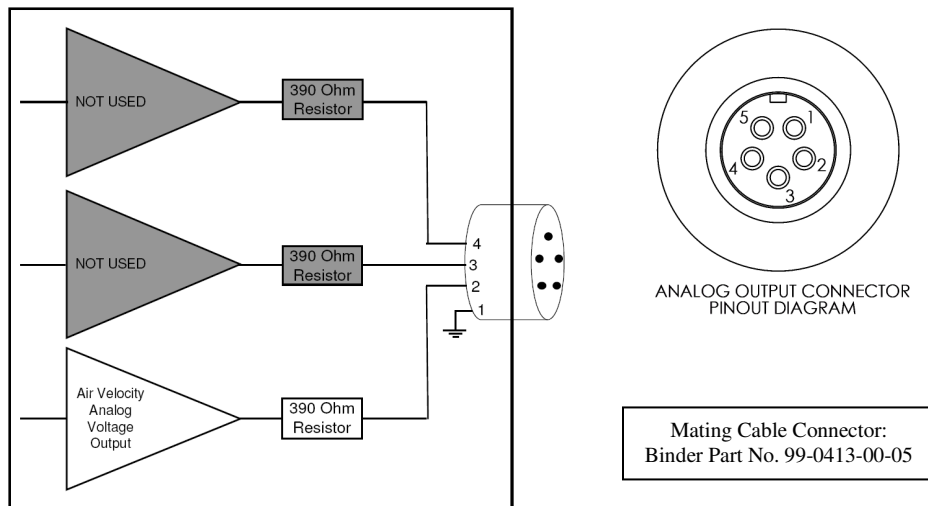 NOT USED
390 Ohm
Resistor
NOT USED
390 Ohm
Resistor
Air Velocity
Analog
Voltage
Output
390 Ohm
Resistor
4
3
2
1
5
1
4
2
3
ANALOG OUTPUT CONNECTOR
PINOUT DIAGRAM
Mating Cable Connector:
Binder Part No. 99-0413-00-05